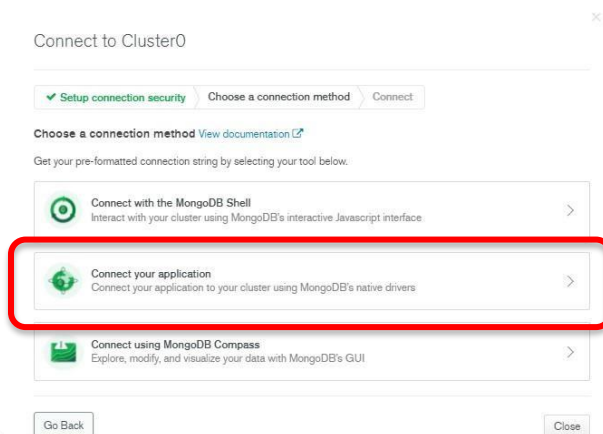 Connect to Cluster0
✔ Setup connection security Choose a connection method Connect
Choose a connection method View documentation
Get your pre-formatted connection string by selecting your tool below.
Connect with the MongoDB Shell
Interact with your cluster using MongoDB's interactive Javascript interface
Connect your application
Connect your application to your cluster using MongoDB's native drivers
Connect using MongoDB Compass
Explore, modify, and visualize your data with MongoDB's GUI
Go Back Close